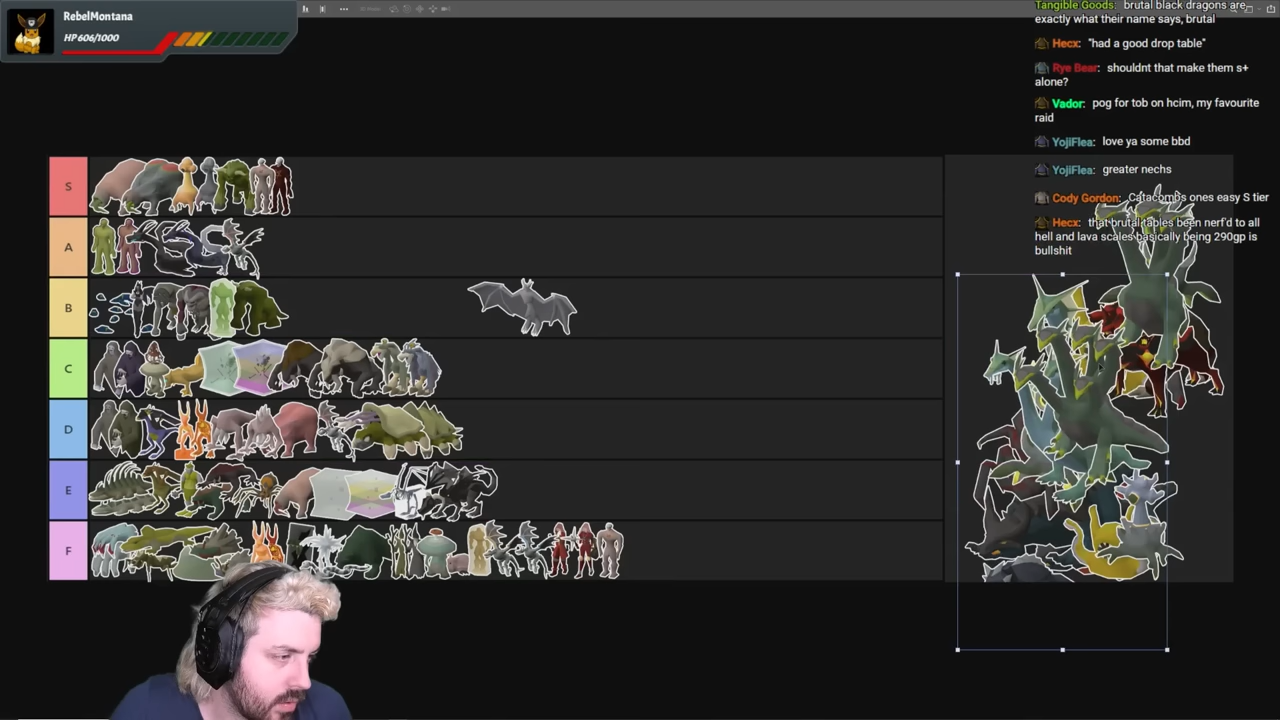 RebelMontana
HP 606/1000
Tangible Goods: brutal black dragons are
exactly what their name says, brutal
Hecx: "had a good drop table"
Rye Bear: shouldnt that make them s+
alone?
Vador: pog for tob on hcim, my favourite
raid
YojiFlea: love ya some bbd
YojiFlea: greater nechs
Cody Gordon: Catacombs ones easy S tier
Hecx: that brutal tables been nerf'd to all
hell and lava scales basically being 290gp is
bullshit
S
A
B
C
D
E
F